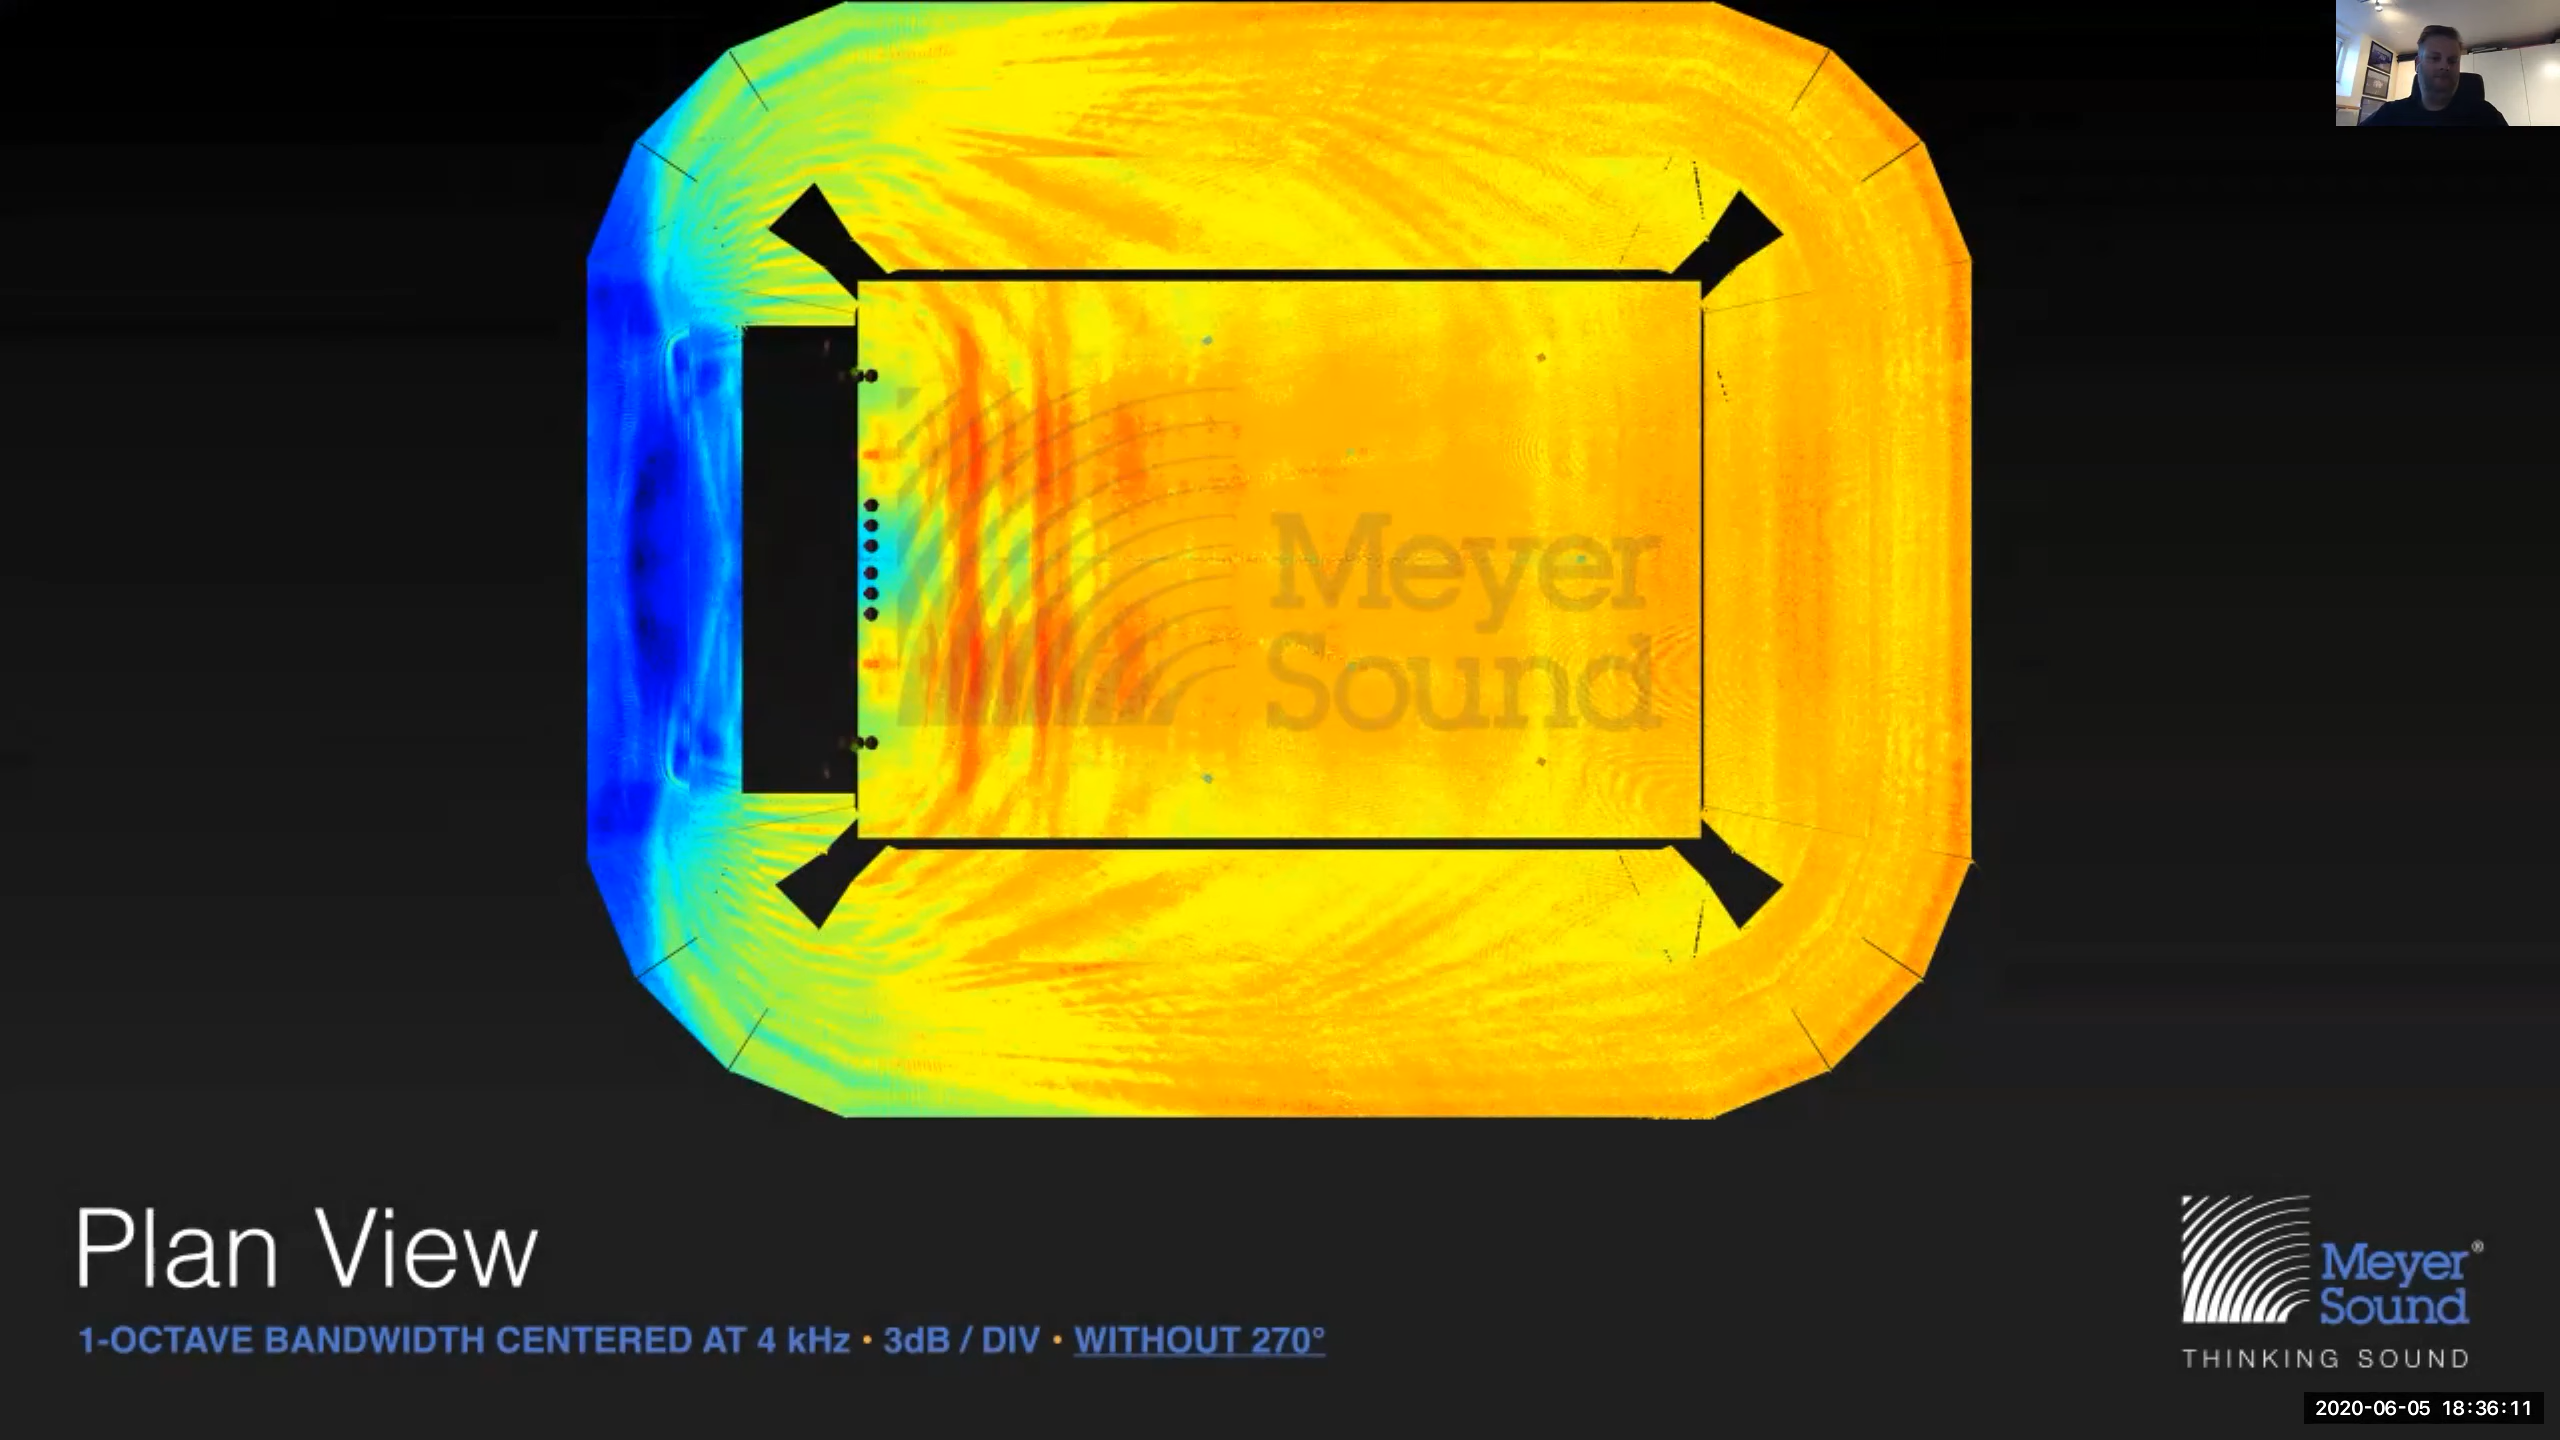 Meyer
Sound
Plan View
1-OCTAVE BANDWIDTH CENTERED AT 4 kHz • 3dB / DIV • WITHOUT 270°
Meyer®
Sound
THINKING SOUND
2020-06-05 18:36:11